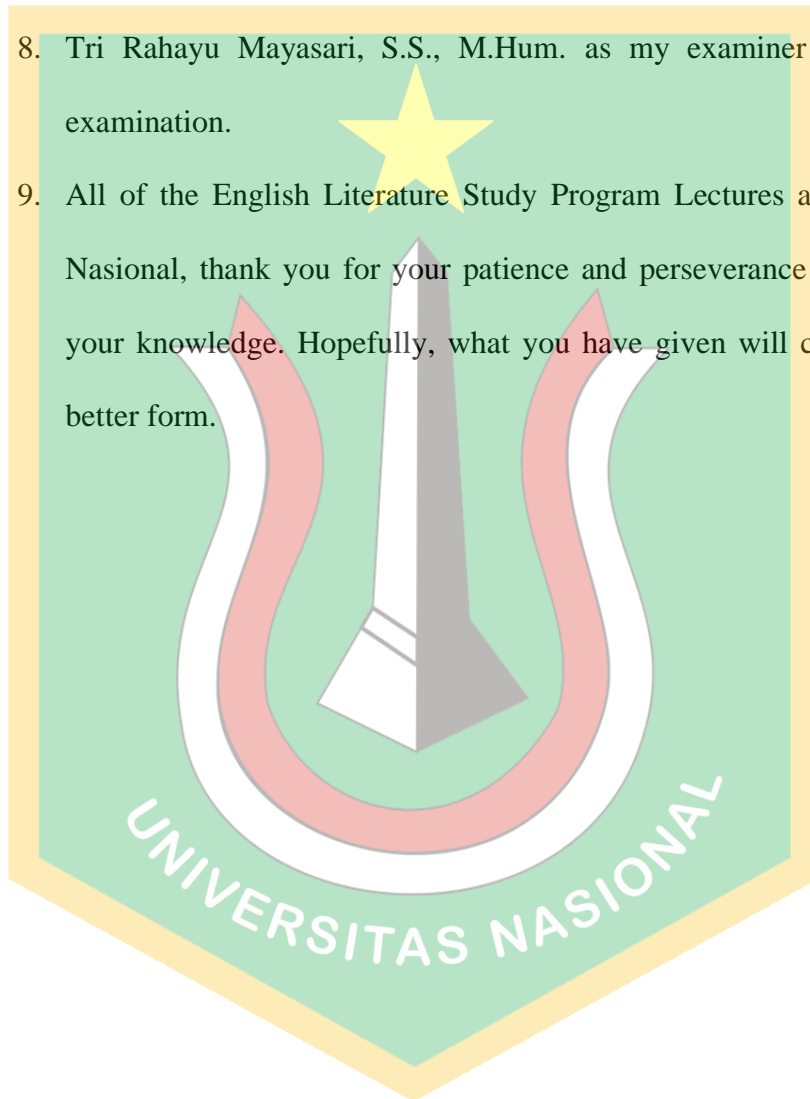 8. Tri Rahayu Mayasari, S.S., M.Hum. as my examiner
examination.
9. All of the English Literature Study Program Lectures a
Nasional, thank you for your patience and perseverance
your knowledge. Hopefully, what you have given will c
better form.
UNIVERSITAS NASIONAL